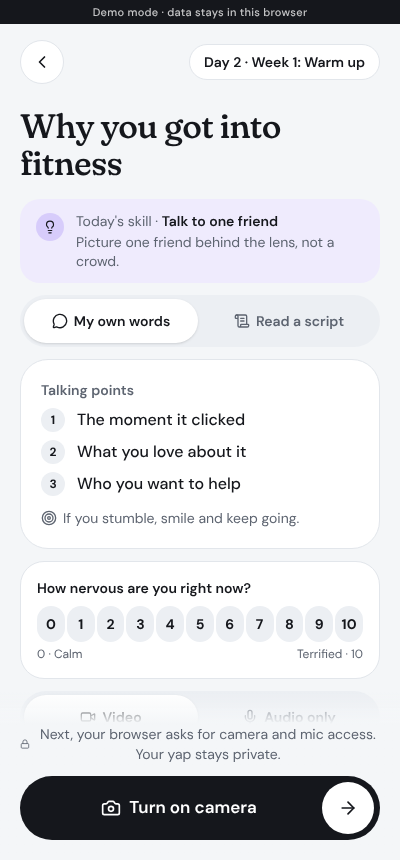 Demo mode · data stays in this browser
Day 2 · Week 1: Warm up
Why you got into
fitness
Today's skill · Talk to one friend
Picture one friend behind the lens, not a
crowd.
My own words
Read a script
Talking points
1 The moment it clicked
2 What you love about it
3 Who you want to help
If you stumble, smile and keep going.
How nervous are you right now?
0 1 2 3 4 5 6 7 8 9 10
0 · Calm
Terrified · 10
Video
Audio only
Next, your browser asks for camera and mic access.
Your yap stays private.
Turn on camera